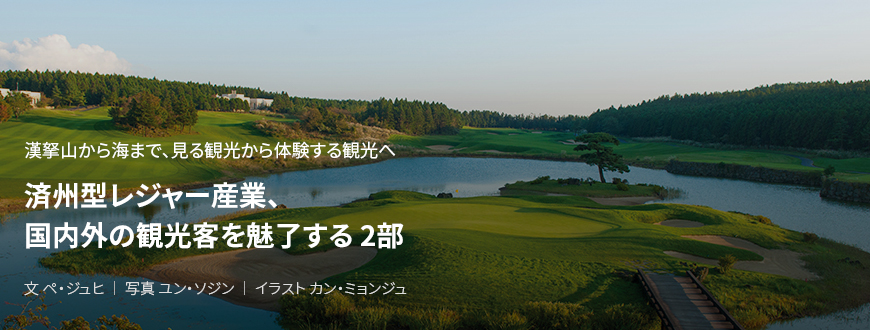 漢拏山から海まで、見る観光から体験する観光へ
済州型レジャー産業、
国内外の観光客を魅了する 2部
文 ペ・ジュヒ | 写真 ユン・ソジン | イラスト カン・ミョンジュ